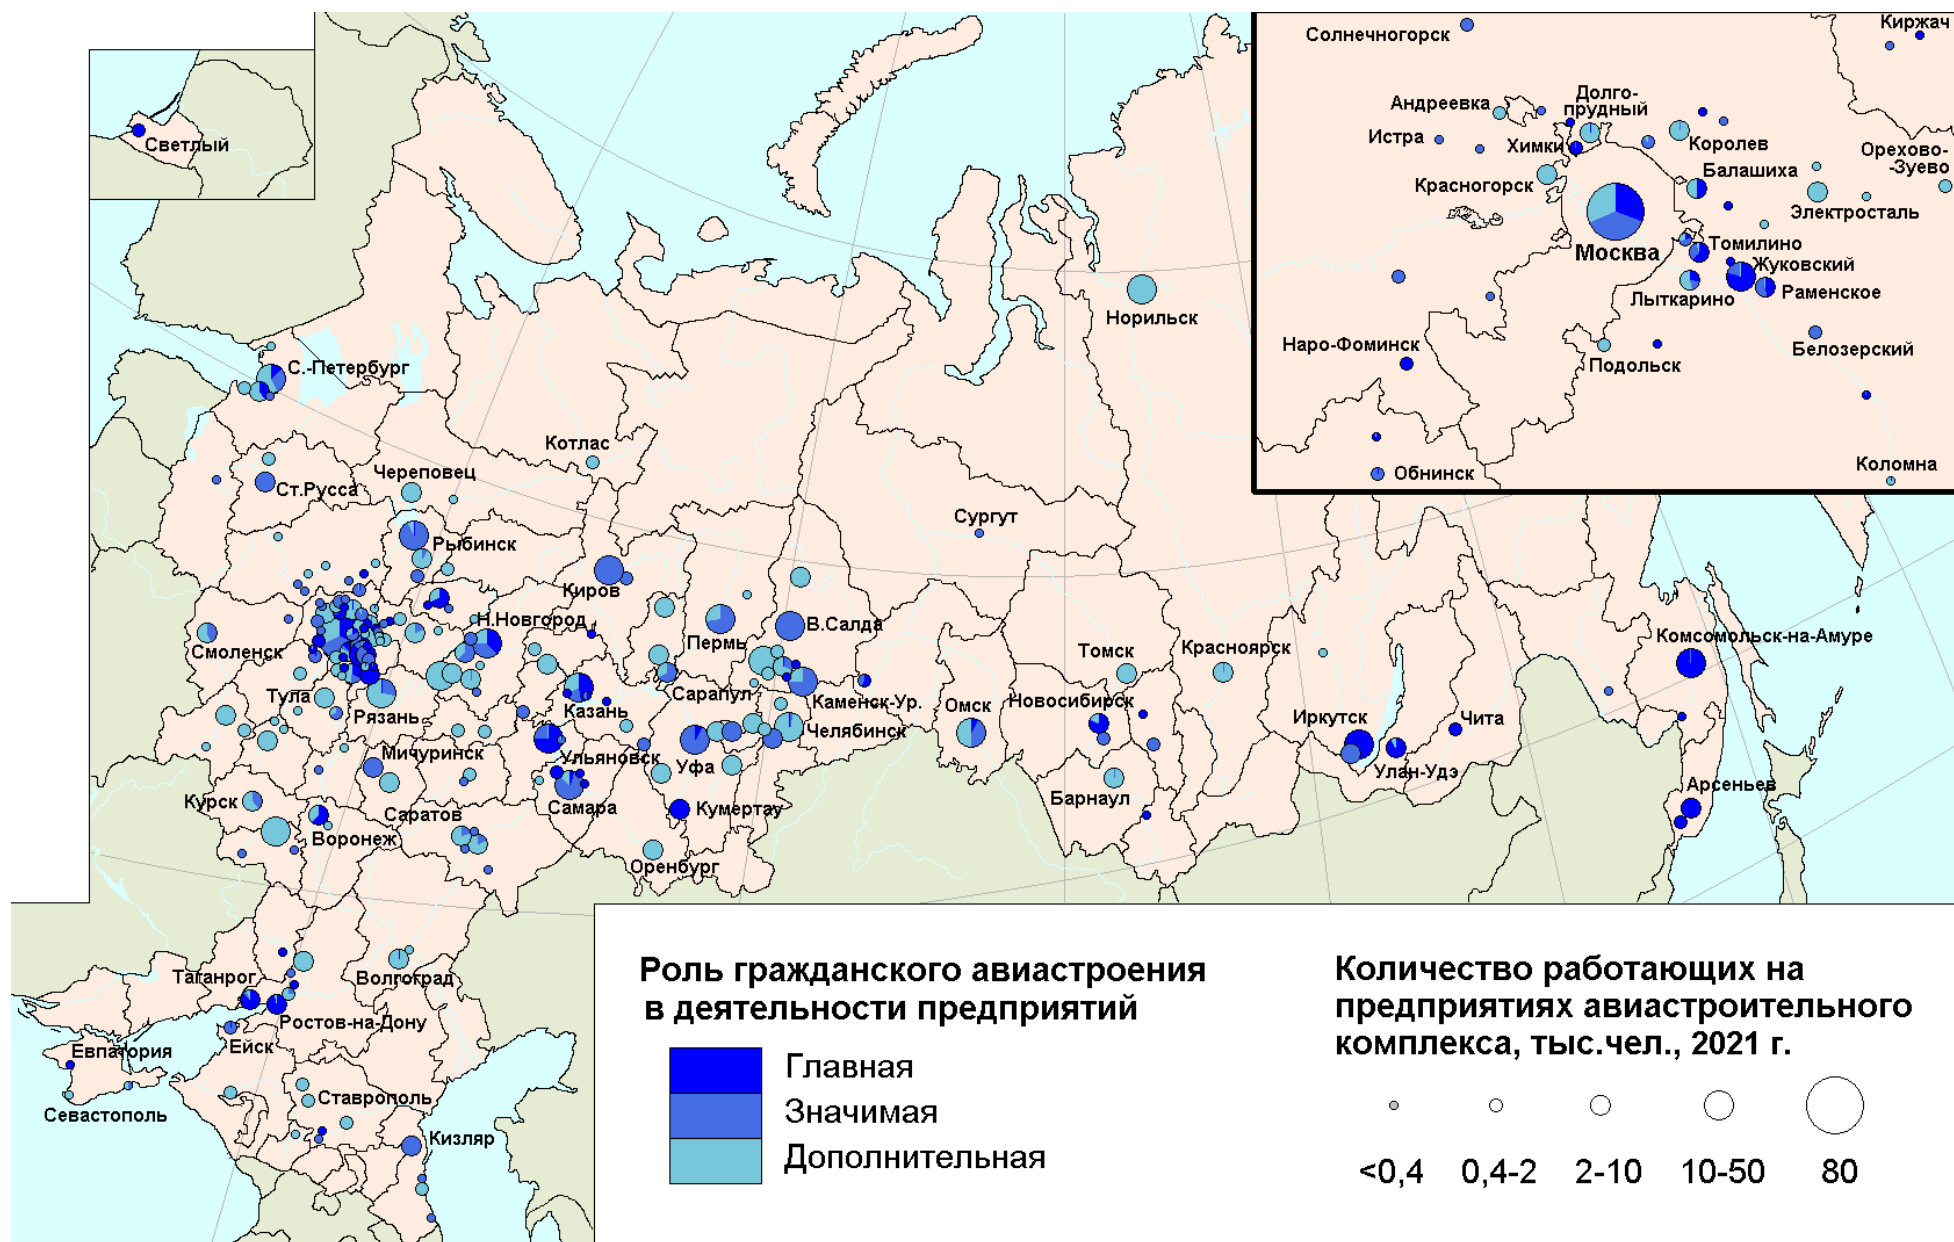 Светлый
Солнечногорск
Киржач
Андреевка
Долго-
прудный
Истра
Химки
Королев
Орехово-
-Зуево
Балашиха
Красногорск
Электросталь
Москва
Томилино
Жуковский
Лыткарино
Раменское
Наро-Фоминск
Белозерский
Подольск
Обнинск
Коломна
Норильск
С.-Петербург
Котлас
Череповец
Ст.Русса
Сургут
Рыбинск
Киров
Н.Новгород
В.Салда
Пермь
Смоленск
Комсомольск-на-Амуре
Томск
Красноярск
Тула
Сарапул
Рязань
Казань
Каменск-Ур.
Омск
Новосибирск
Иркутск
Чита
Челябинск
Мичуринск
Ульяновск
Уфа
Улан-Удэ
Арсеньев
Курск
Саратов
Самара
Кумертау
Барнаул
Воронеж
Оренбург
Таганрог
Волгоград
Ростов-на-Дону
Ейск
Евпатория
Ставрополь
Севастополь
Кизляр
Роль гражданского авиастроения
в деятельности предприятий
Главная
Значимая
Дополнительная
Количество работающих на
предприятиях авиастроительного
комплекса, тыс.чел., 2021 г.
<0,4 0,4-2 2-10 10-50 80